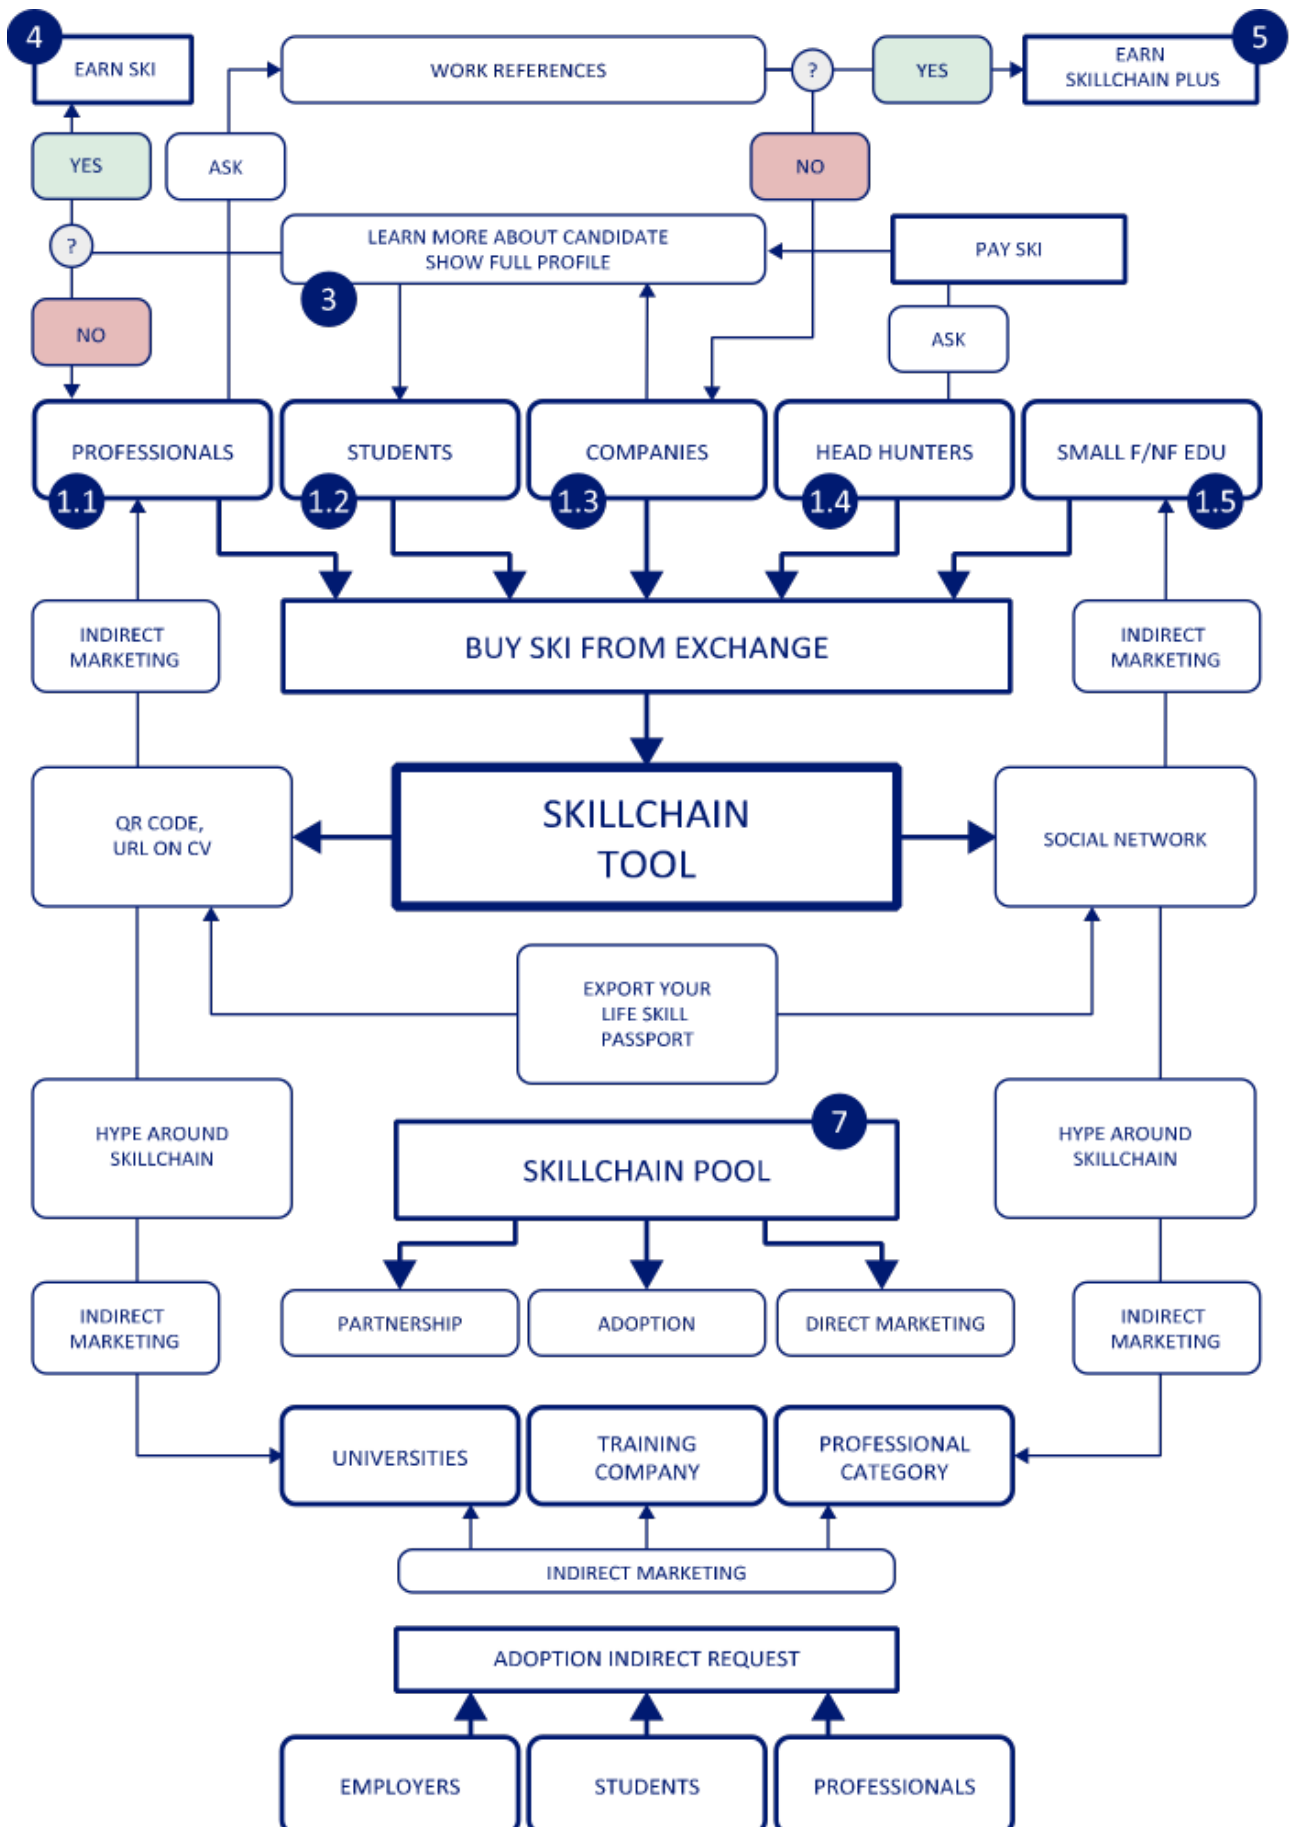 4
EARN SKI
WORK REFERENCES
?
YES
EARN
SKILLCHAIN PLUS
5
YES
ASK
NO
?
LEARN MORE ABOUT CANDIDATE
SHOW FULL PROFILE
PAY SKI
3
NO
ASK
PROFESSIONALS
STUDENTS
COMPANIES
HEAD HUNTERS
SMALL F/NF EDU
1.1
1.2
1.3
1.4
1.5
INDIRECT
MARKETING
BUY SKI FROM EXCHANGE
INDIRECT
MARKETING
QR CODE,
URL ON CV
SKILLCHAIN
TOOL
SOCIAL NETWORK
EXPORT YOUR
LIFE SKILL
PASSPORT
HYPE AROUND
SKILLCHAIN
7
SKILLCHAIN POOL
HYPE AROUND
SKILLCHAIN
INDIRECT
MARKETING
PARTNERSHIP
ADOPTION
DIRECT MARKETING
INDIRECT
MARKETING
UNIVERSITIES
TRAINING
COMPANY
PROFESSIONAL
CATEGORY
INDIRECT MARKETING
ADOPTION INDIRECT REQUEST
EMPLOYERS
STUDENTS
PROFESSIONALS